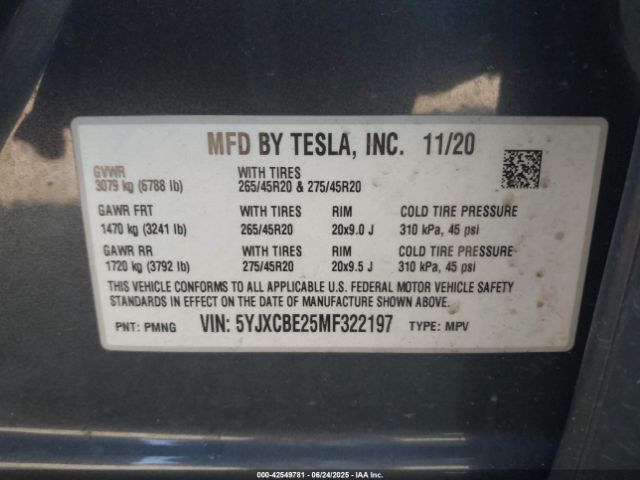 MFD BY TESLA, INC. 11/20
GVWR WITH TIRES
3079 kg (6788 lb) 265/45R20 & 275/45R20
GAWR FRT WITH TIRES RIM COLD TIRE PRESSURE
1470 kg (3241 lb) 265/45R20 20x9.0 J 310 kPa, 45 psi
GAWR RR WITH TIRES RIM COLD TIRE PRESSURE
1720 kg (3792 lb) 275/45R20 20x9.5 J 310 kPa, 45 psi
THIS VEHICLE CONFORMS TO ALL APPLICABLE U.S. FEDERAL MOTOR VEHICLE SAFETY
STANDARDS IN EFFECT ON THE DATE OF MANUFACTURE SHOWN ABOVE.
PNT: PMNG VIN: 5YJXCBE25MF322197 TYPE: MPV
000-42549781 - 06/24/2025 - IAA Inc.